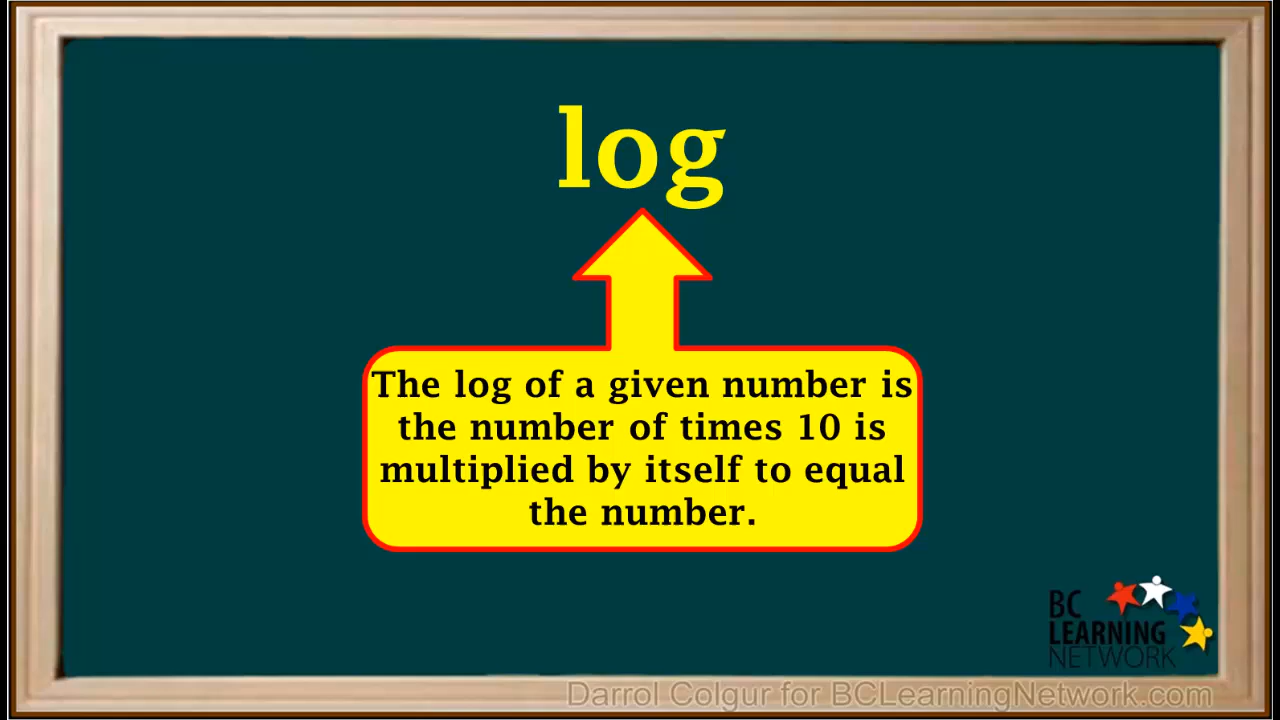 log
The log of a given number is
the number of times 10 is
multiplied by itself to equal
the number.
BC
LEARNING
NETWORK
Darrol Colgur for BCLearningNetwork.com